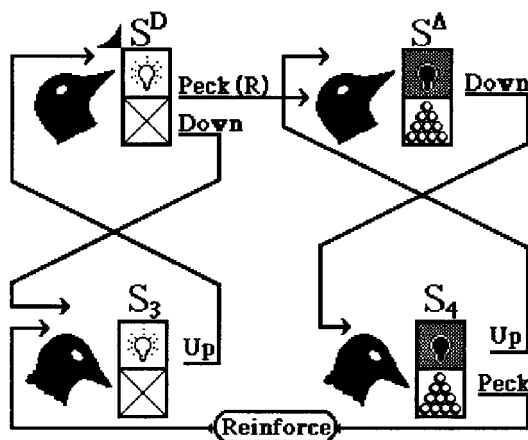 S^D
S^Δ
Peck (R)
Down
Down
S₃
S₄
Up
Up
Peck
Reinforce